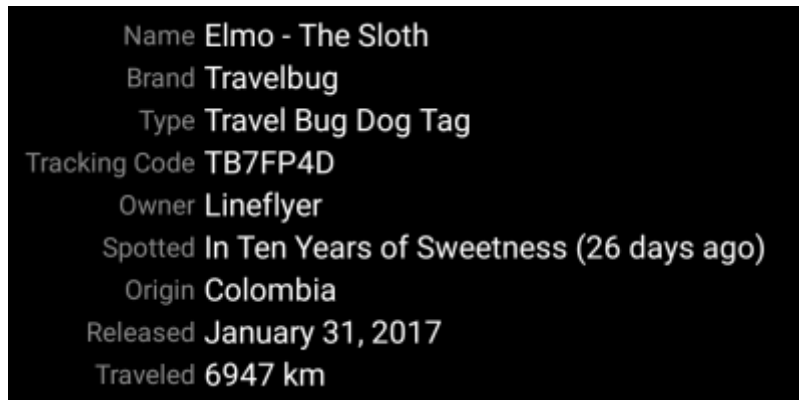 Name Elmo - The Sloth
Brand Travelbug
Type Travel Bug Dog Tag
Tracking Code TB7FP4D
Owner Lineflyer
Spotted In Ten Years of Sweetness (26 days ago)
Origin Colombia
Released January 31, 2017
Traveled 6947 km